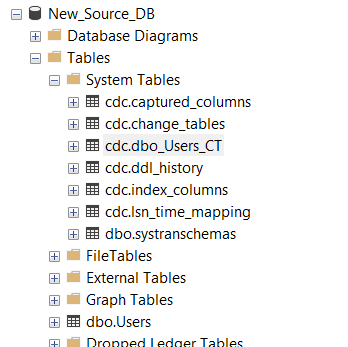 New_Source_DB
Database Diagrams
Tables
System Tables
cdc.captured_columns
cdc.change_tables
cdc.dbo_Users_CT
cdc.ddl_history
cdc.index_columns
cdc.lsn_time_mapping
dbo.systranschemas
FileTables
External Tables
Graph Tables
dbo.Users
Dropped Ledger Tables